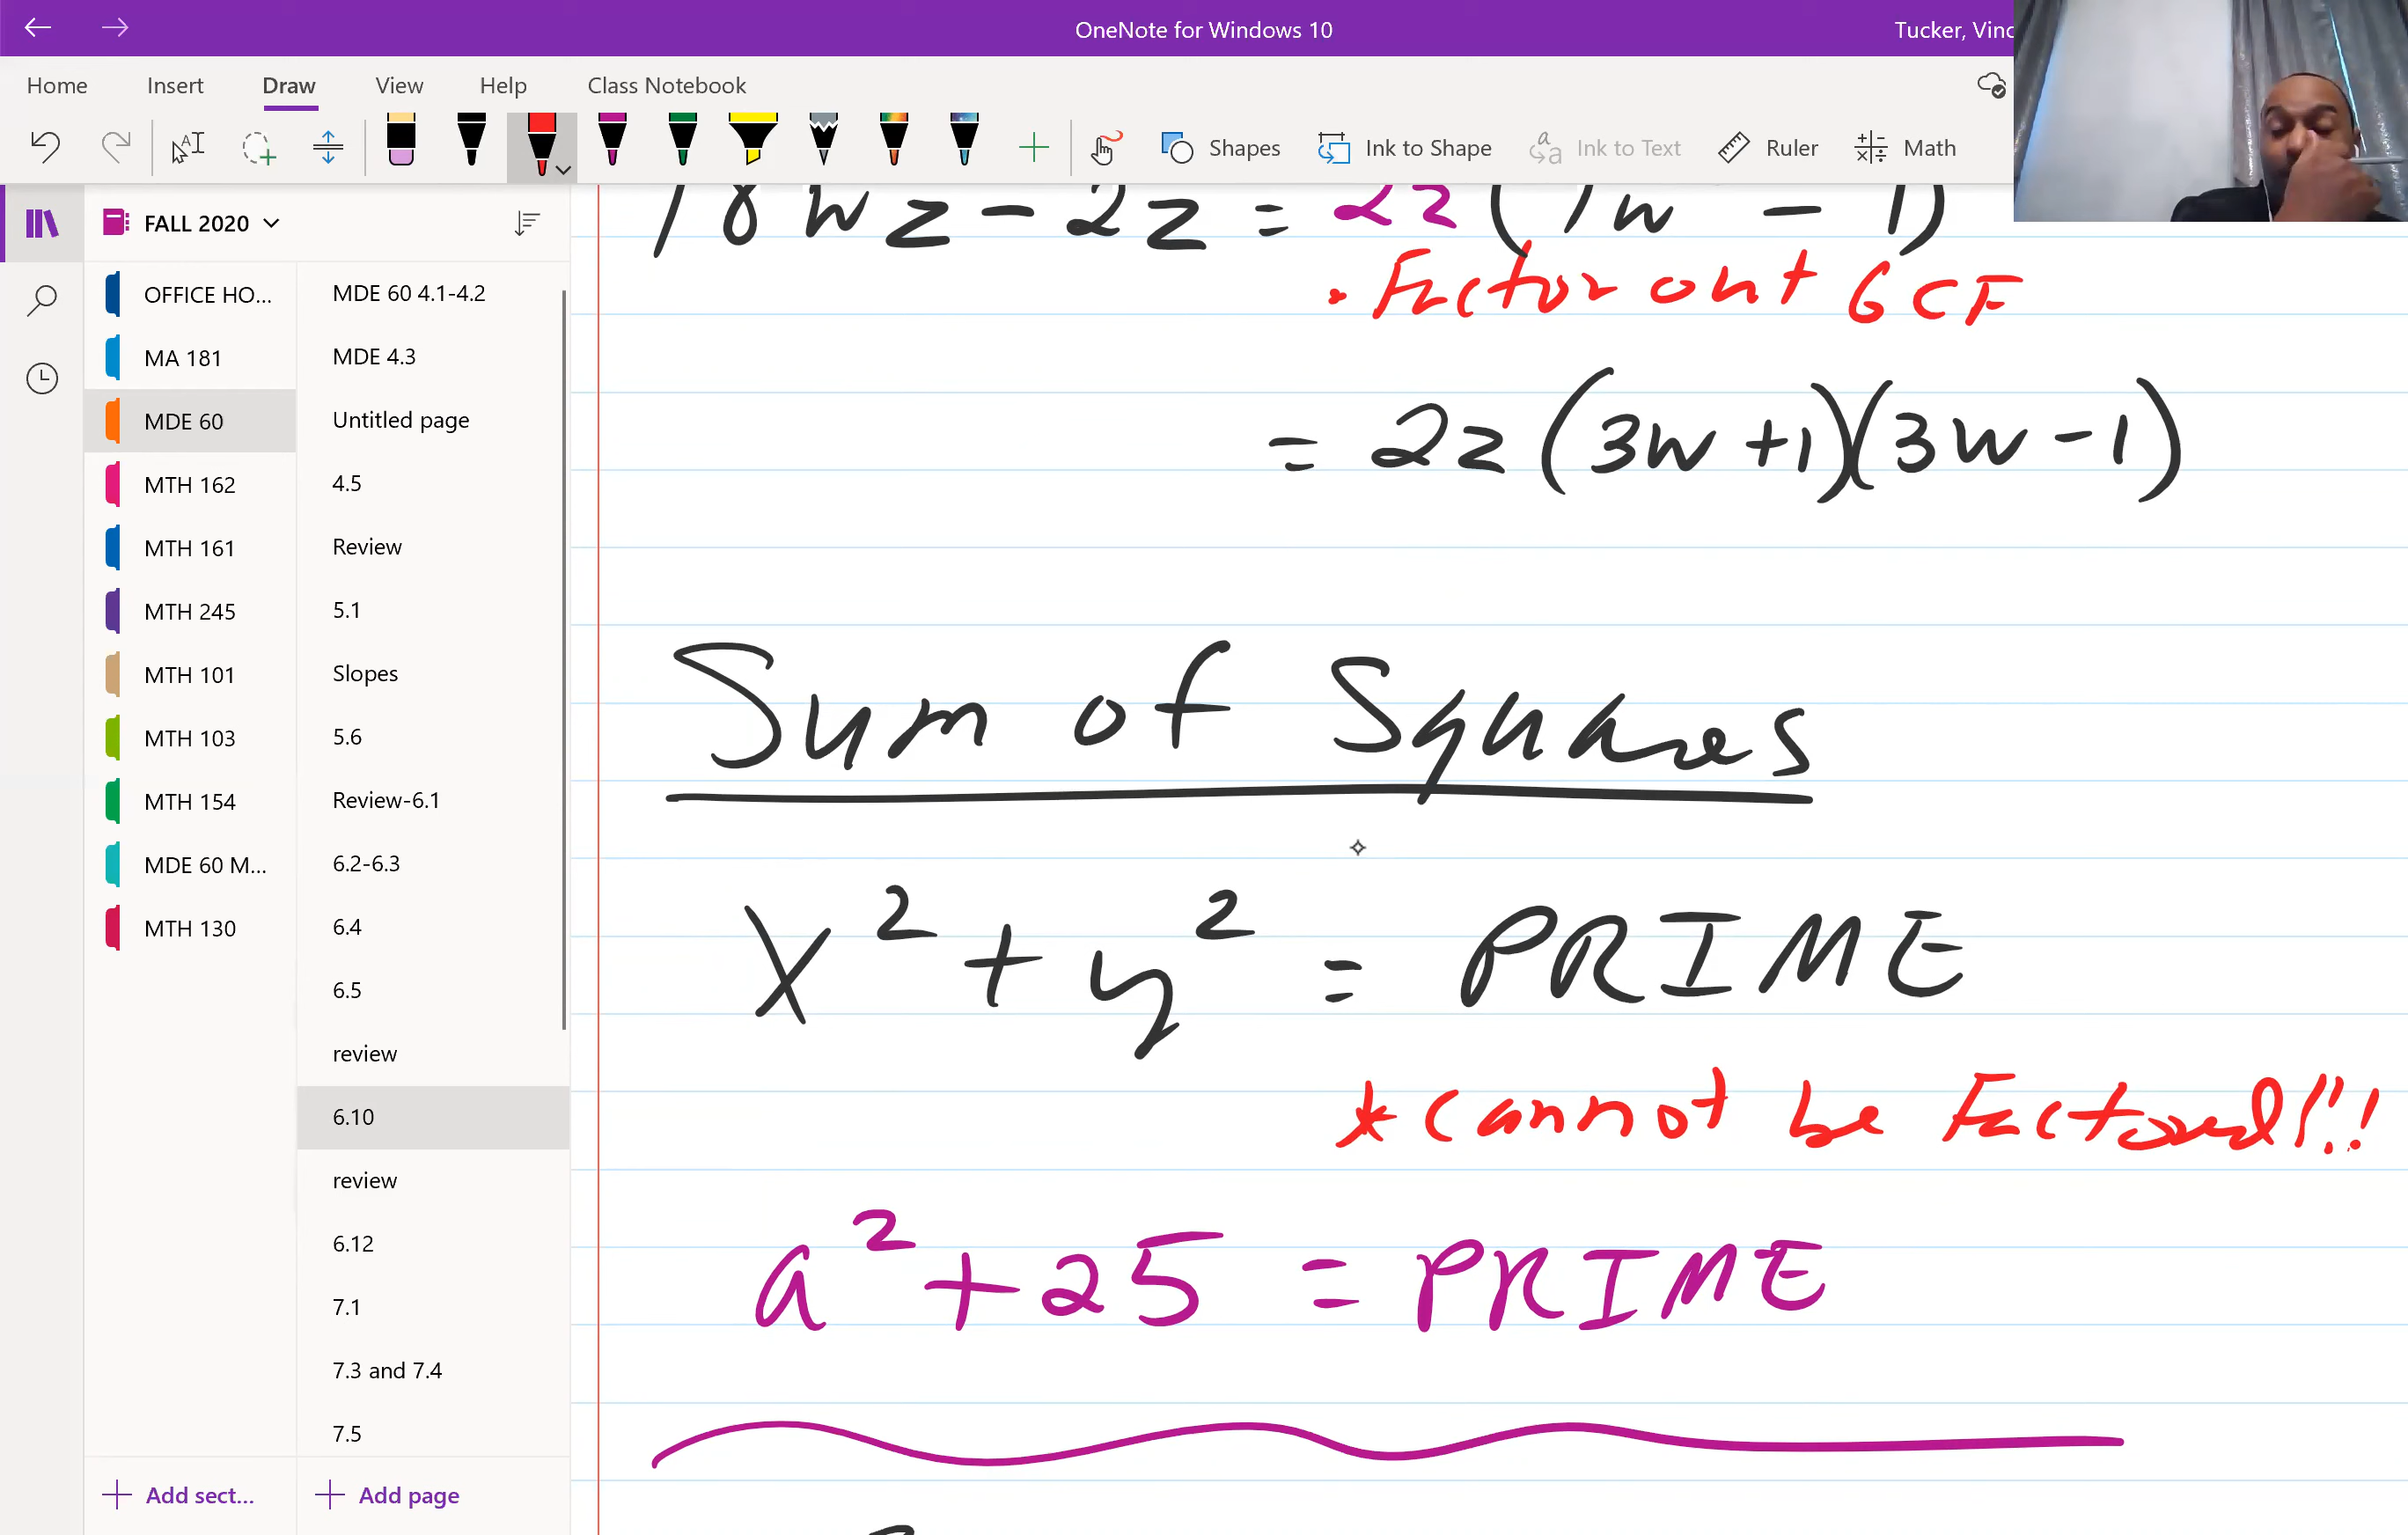 OneNote for Windows 10
Tucker, Vinc
Home Insert Draw View Help Class Notebook
Shapes Ink to Shape Ink to Text Ruler Math
FALL 2020
OFFICE HO...
MA 181
MDE 60
MTH 162
MTH 161
MTH 245
MTH 101
MTH 103
MTH 154
MDE 60 M...
MTH 130
Add sect...
MDE 60 4.1-4.2
MDE 4.3
Untitled page
4.5
Review
5.1
Slopes
5.6
Review-6.1
6.2-6.3
6.4
6.5
review
6.10
review
6.12
7.1
7.3 and 7.4
7.5
Add page
18 w z - 2z = 2z ( w - 1)
• Factor out GCF
= 2z (3w +1)(3w -1)
Sum of Squares
x² + y² = PRIME
* Cannot be Factored!!!
a² + 25 = PRIME